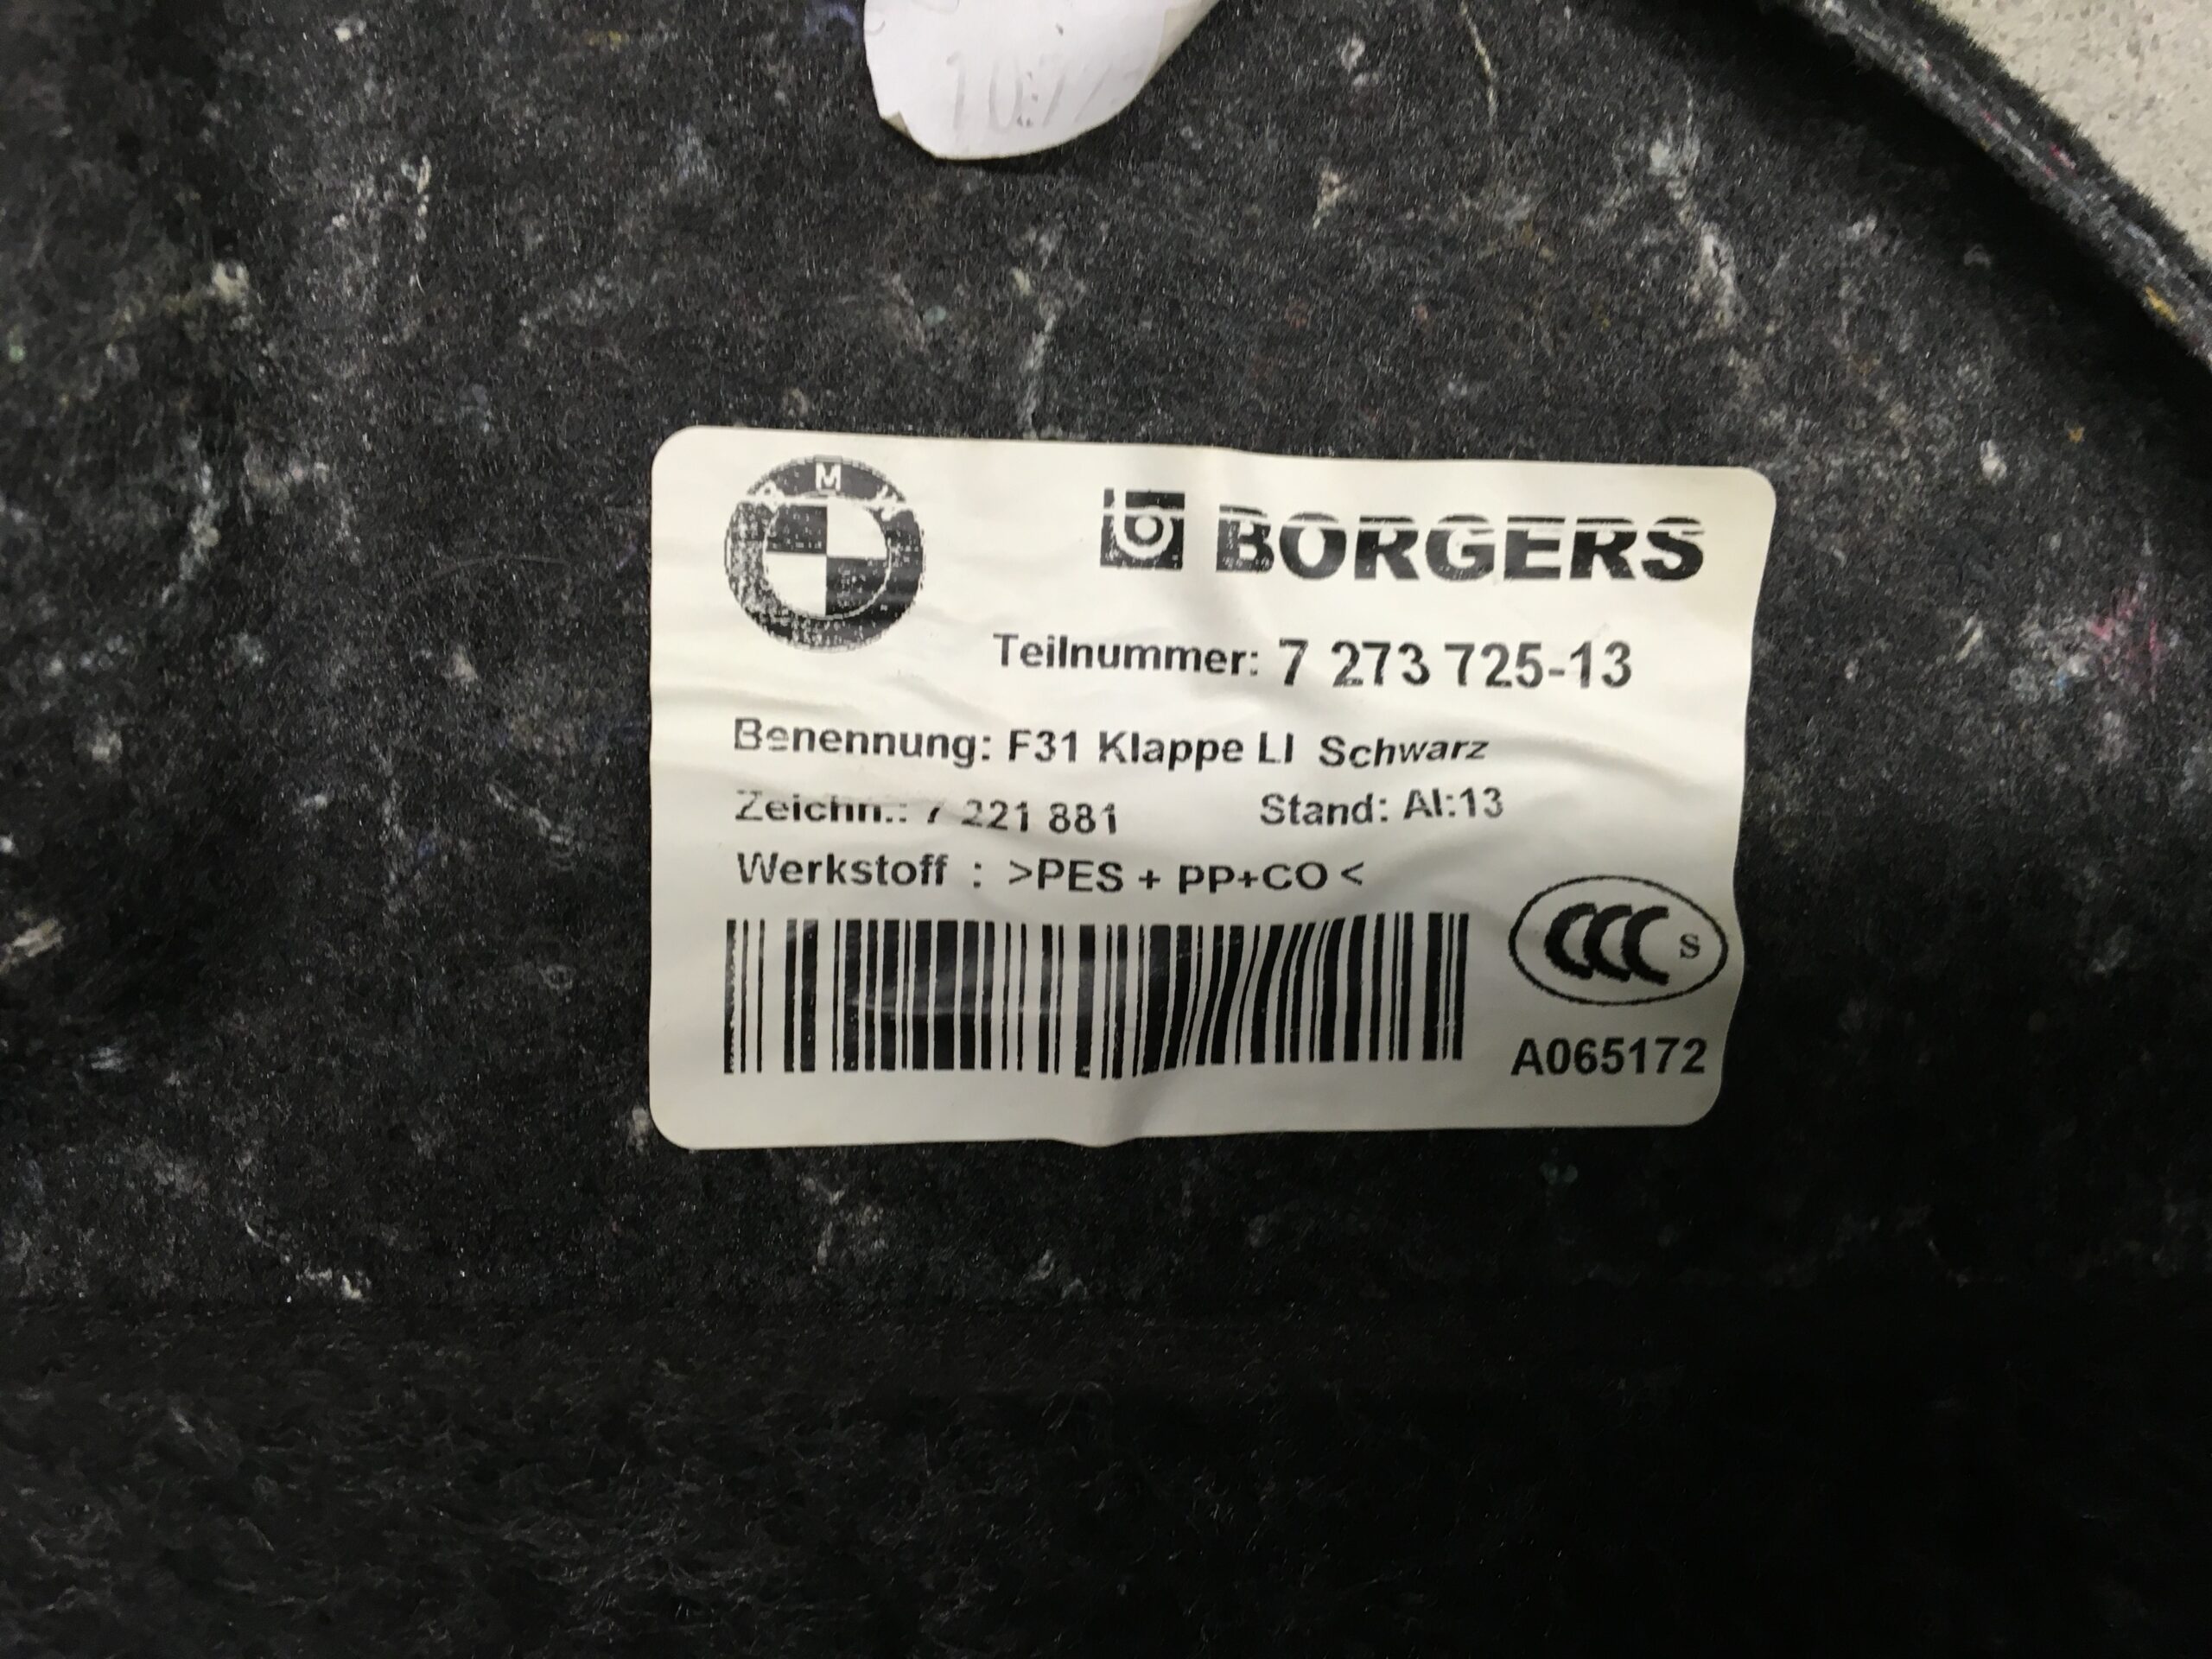 BMW
BORGERS
Teilnummer: 7 273 725-13
Benennung: F31 Klappe LI Schwarz
Zeichn.: 7 221 881 Stand: AI:13
Werkstoff : >PES + PP+CO <
CCC S
A065172